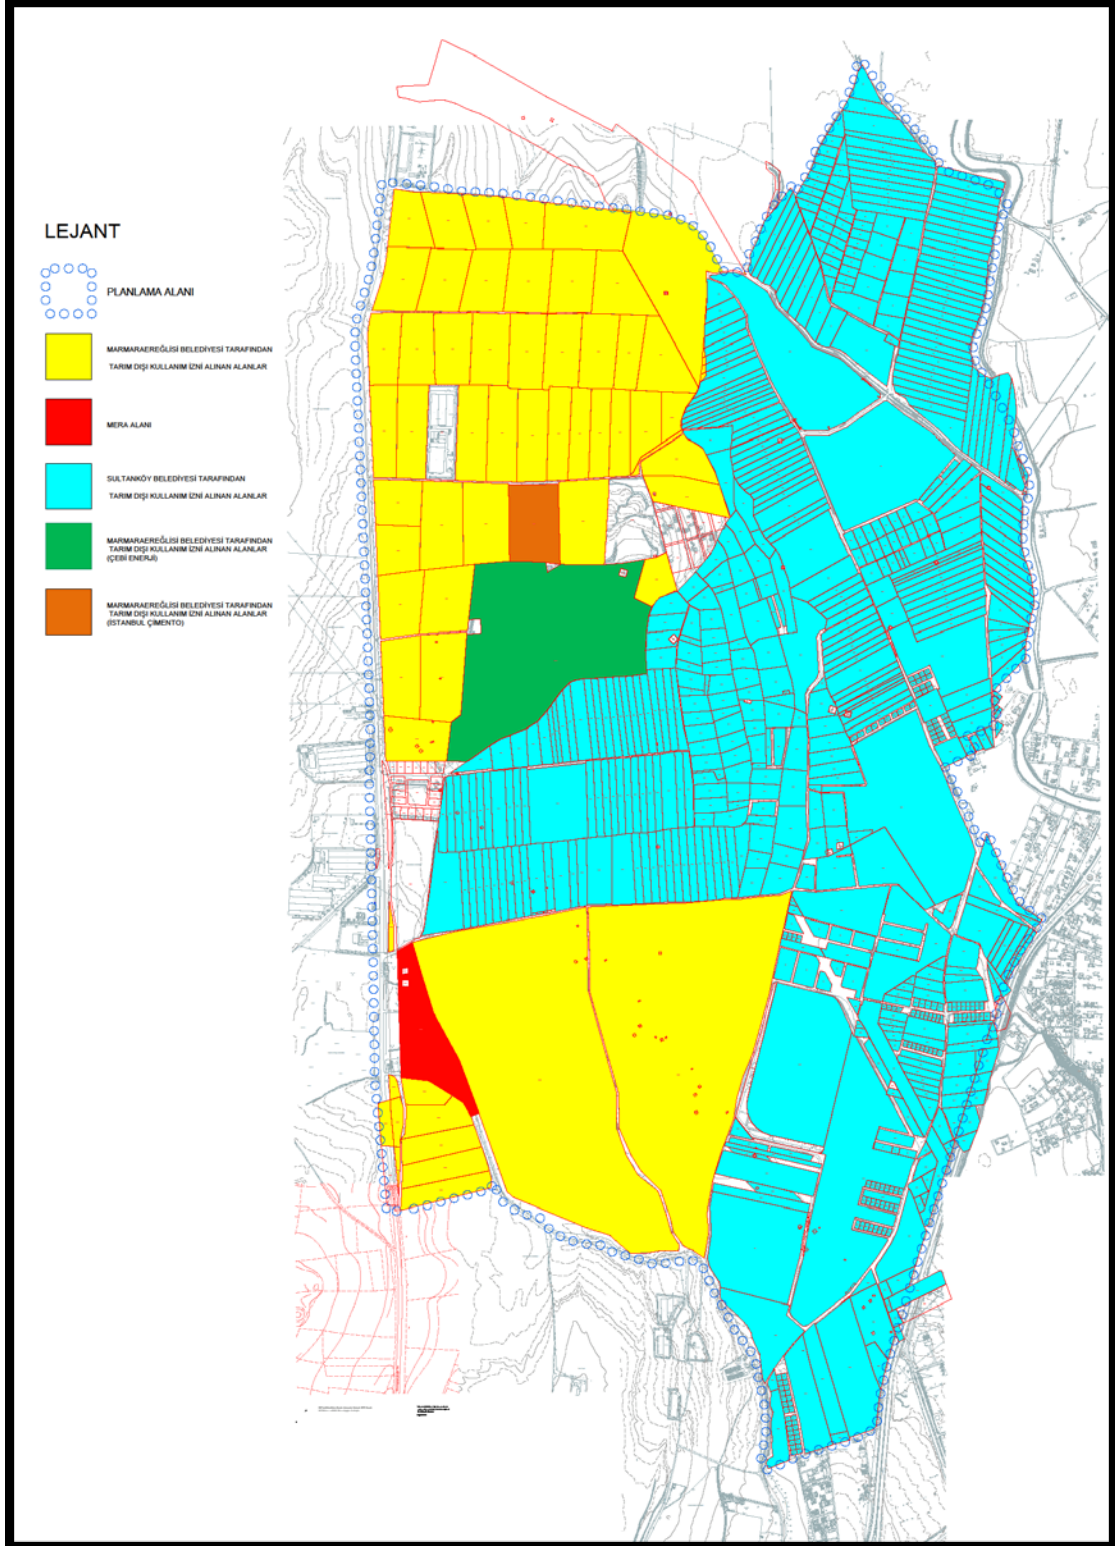 LEJANT
PLANLAMA ALANI
MARMARAEREĞLİSİ BELEDİYESİ TARAFINDAN
TARIM DIŞI KULLANIM İZNİ ALINAN ALANLAR
MERA ALANI
SULTANKÖY BELEDİYESİ TARAFINDAN
TARIM DIŞI KULLANIM İZNİ ALINAN ALANLAR
MARMARAEREĞLİSİ BELEDİYESİ TARAFINDAN
TARIM DIŞI KULLANIM İZNİ ALINAN ALANLAR
(ÇEBİ ENERJİ)
MARMARAEREĞLİSİ BELEDİYESİ TARAFINDAN
TARIM DIŞI KULLANIM İZNİ ALINAN ALANLAR
(İSTANBUL ÇİMENTO)